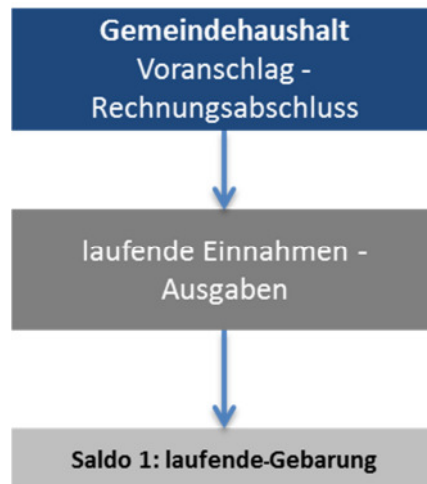 Gemeindehaushalt
Voranschlag -
Rechnungsabschluss
laufende Einnahmen -
Ausgaben
Saldo 1: laufende-Gebarung